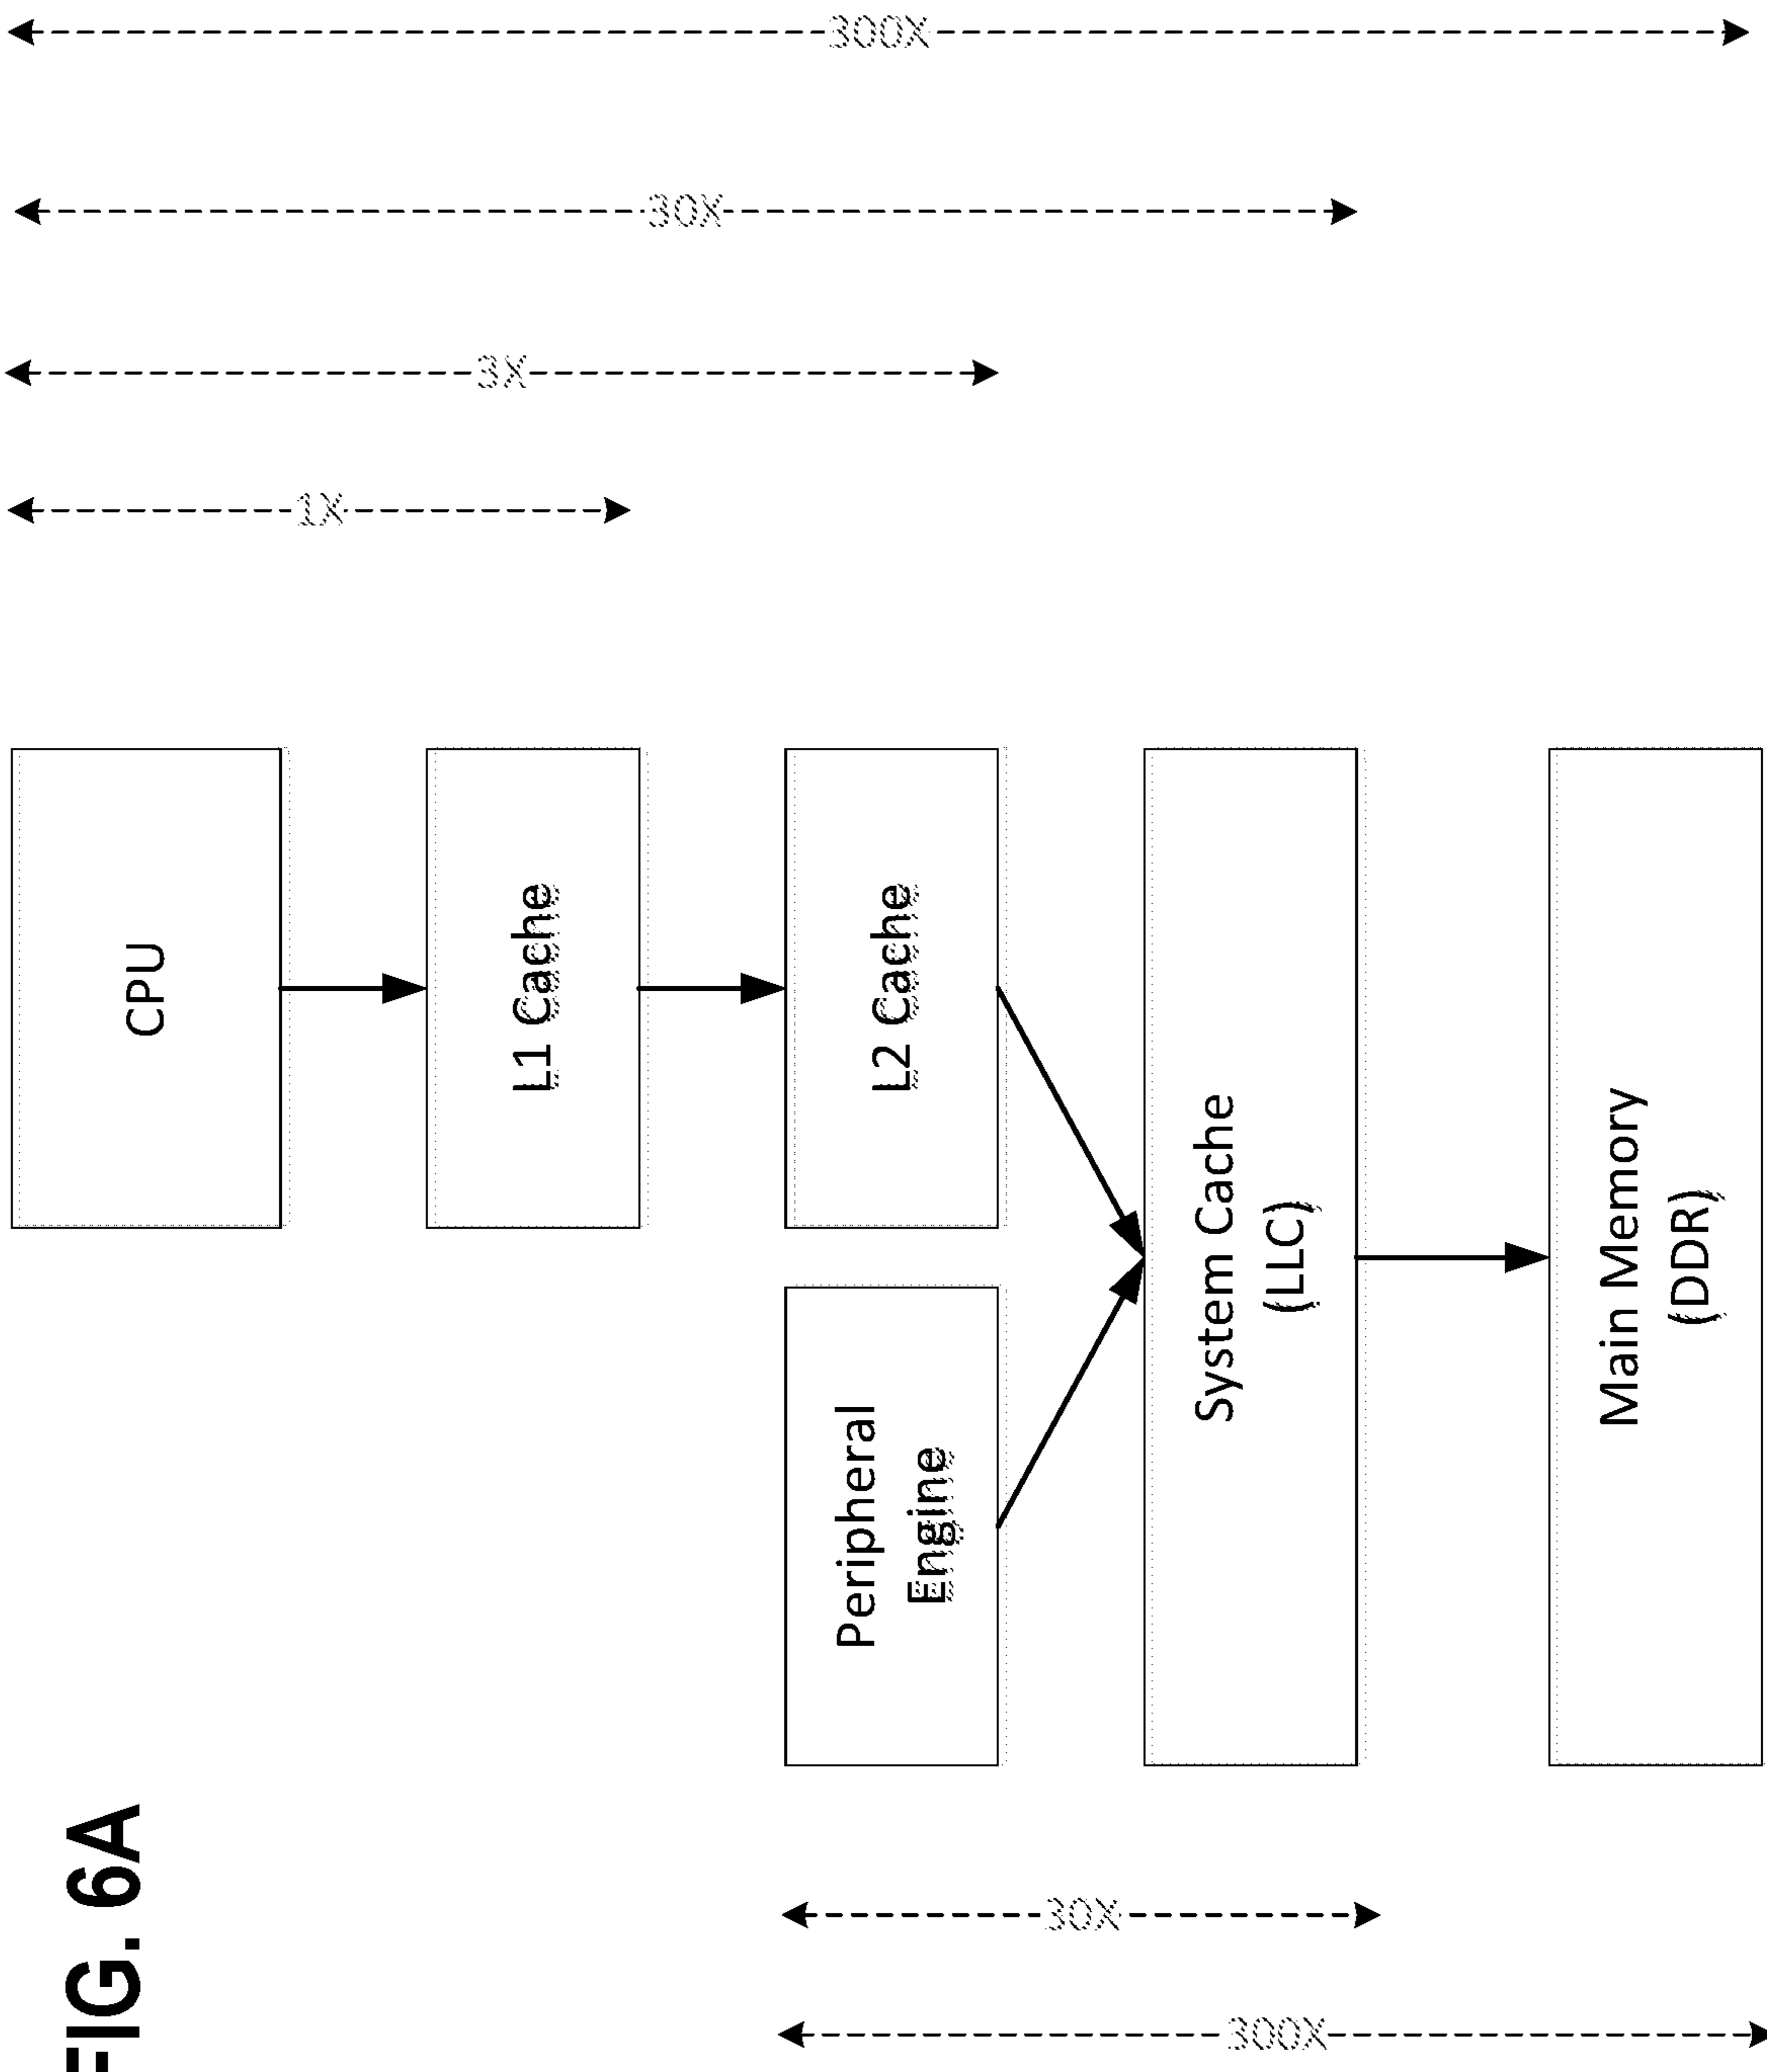 FIG. 6A
300X
30X
CPU
L1 Cache
L2 Cache
Peripheral
Engine
System Cache
(LLC)
Main Memory
(DDR)
1X
3X
30X
300X